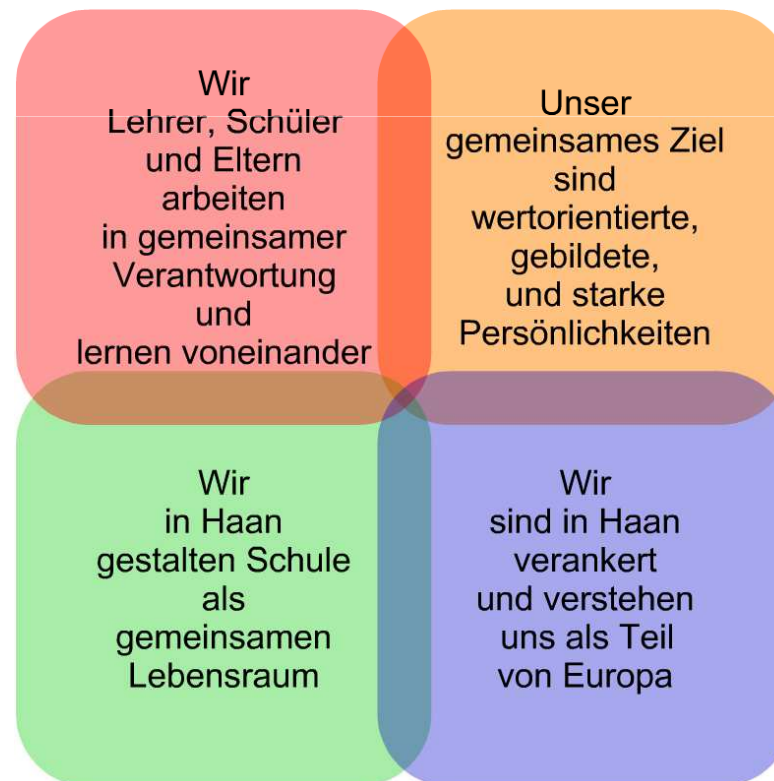 Wir
Lehrer, Schüler
und Eltern
arbeiten
in gemeinsamer
Verantwortung
und
lernen voneinander
Unser
gemeinsames Ziel
sind
wertorientierte,
gebildete,
und starke
Persönlichkeiten
Wir
in Haan
gestalten Schule
als
gemeinsamen
Lebensraum
Wir
sind in Haan
verankert
und verstehen
uns als Teil
von Europa